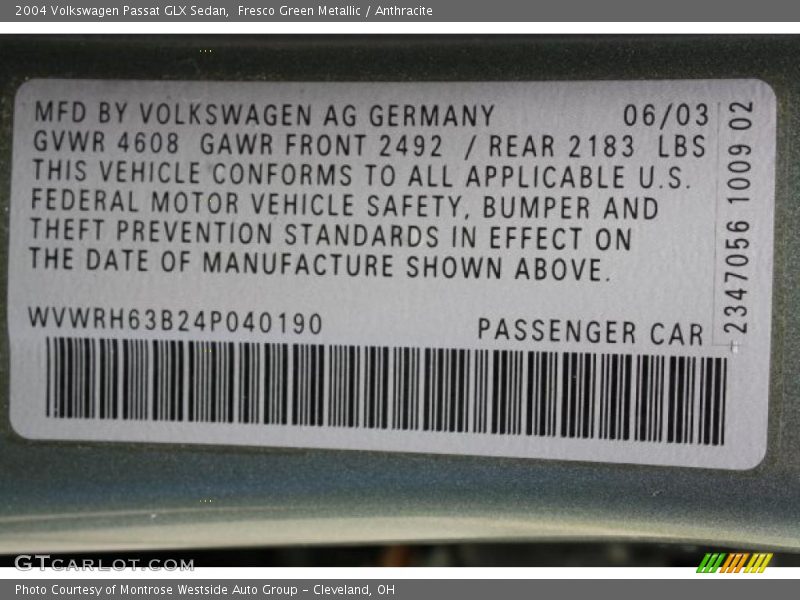 2004 Volkswagen Passat GLX Sedan,  Fresco Green Metallic / Anthracite
MFD BY VOLKSWAGEN AG GERMANY 06/03
GVWR 4608 GAWR FRONT 2492 / REAR 2183 LBS
THIS VEHICLE CONFORMS TO ALL APPLICABLE U.S.
FEDERAL MOTOR VEHICLE SAFETY, BUMPER AND
THEFT PREVENTION STANDARDS IN EFFECT ON
THE DATE OF MANUFACTURE SHOWN ABOVE.
WVWRH63B24P040190 PASSENGER CAR
2347056 1009 02
GTCARLOT.COM
Photo Courtesy of Montrose Westside Auto Group - Cleveland, OH